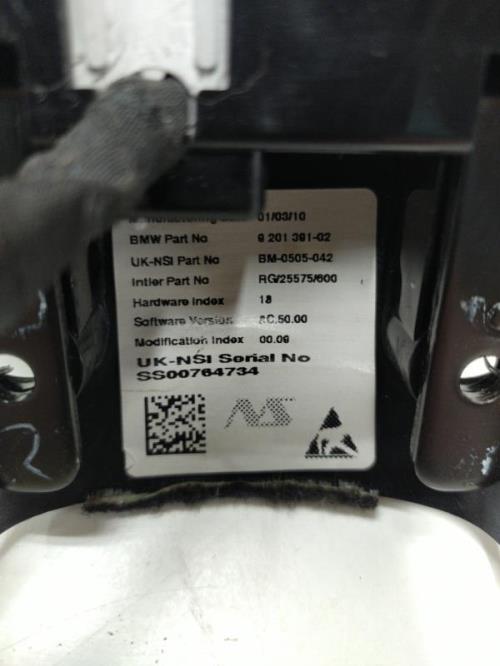 Manufacturing Date 01/03/10
BMW Part No 9 201 391-02
UK-NSI Part No BM-0505-042
Intier Part No RG/25575/600
Hardware Index 18
Software Version 50.00
Modification Index 00.09
UK-NSI Serial No
SS00764734